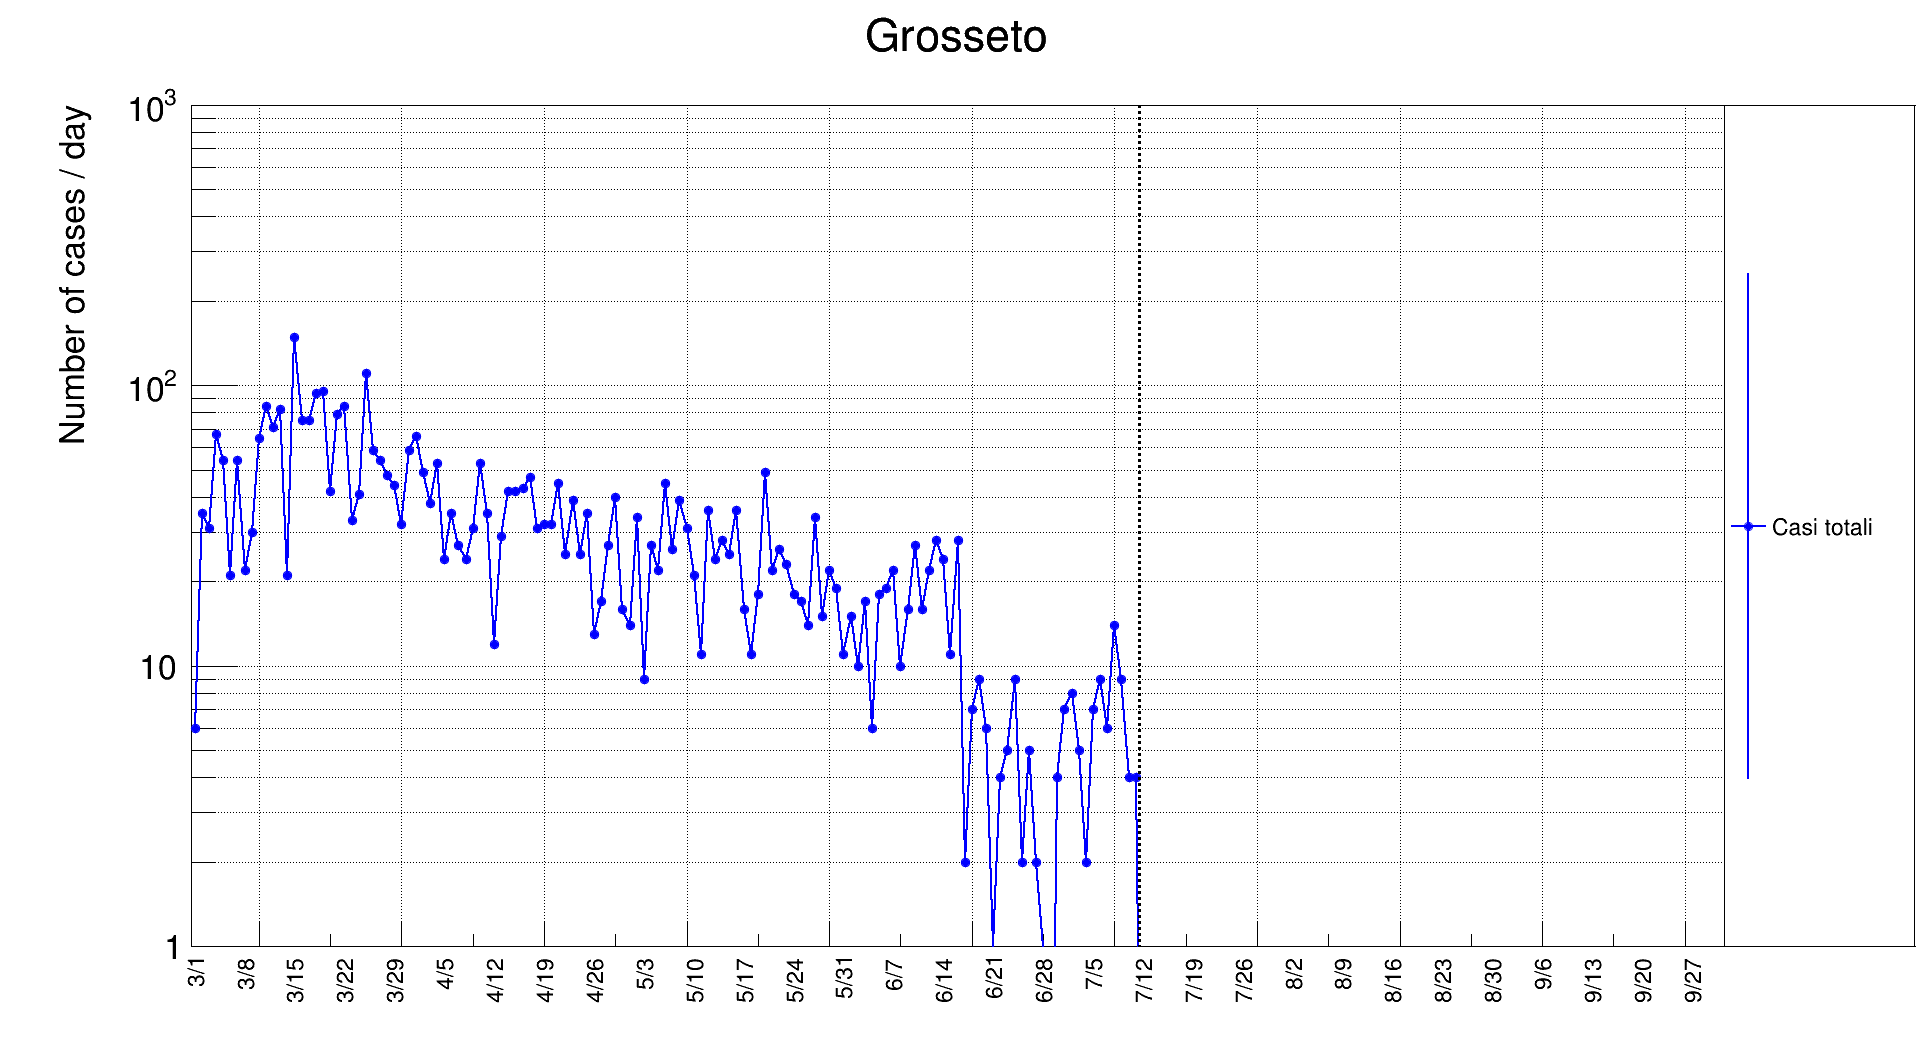 Grosseto
Number of cases / day
10³
10²
10
1
3/1 3/8 3/15 3/22 3/29 4/5 4/12 4/19 4/26 5/3 5/10 5/17 5/24 5/31 6/7 6/14 6/21 6/28 7/5 7/12 7/19 7/26 8/2 8/9 8/16 8/23 8/30 9/6 9/13 9/20 9/27
Casi totali